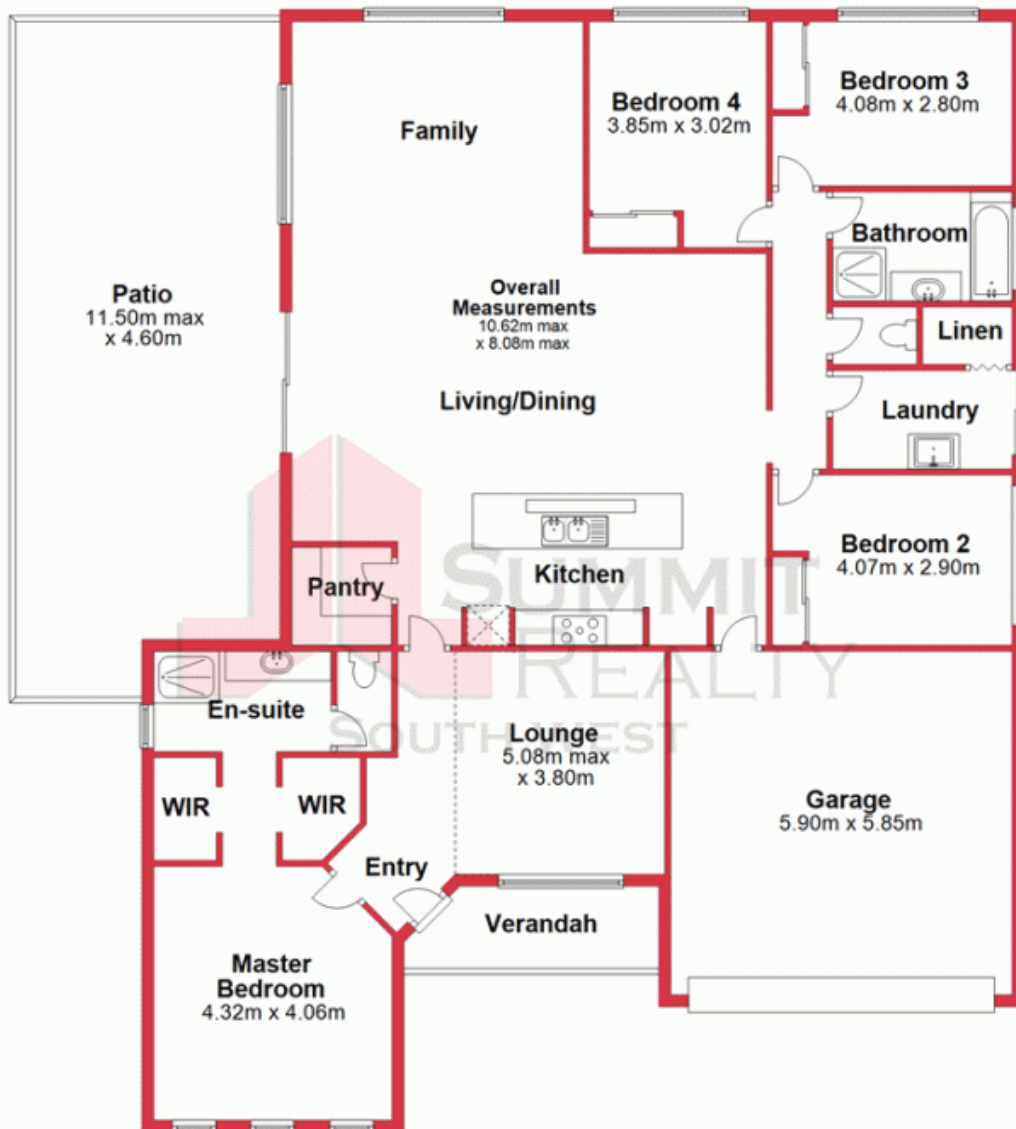 Family
Bedroom 4
3.85m x 3.02m
Bedroom 3
4.08m x 2.80m
Bathroom
Patio
11.50m max
x 4.60m
Overall
Measurements
10.62m max
x 8.08m max
Linen
Living/Dining
Laundry
Pantry
Kitchen
Bedroom 2
4.07m x 2.90m
SUMMIT
REALTY
SOUTH WEST
En-suite
Lounge
5.08m max
x 3.80m
WIR
WIR
Garage
5.90m x 5.85m
Entry
Verandah
Master
Bedroom
4.32m x 4.06m